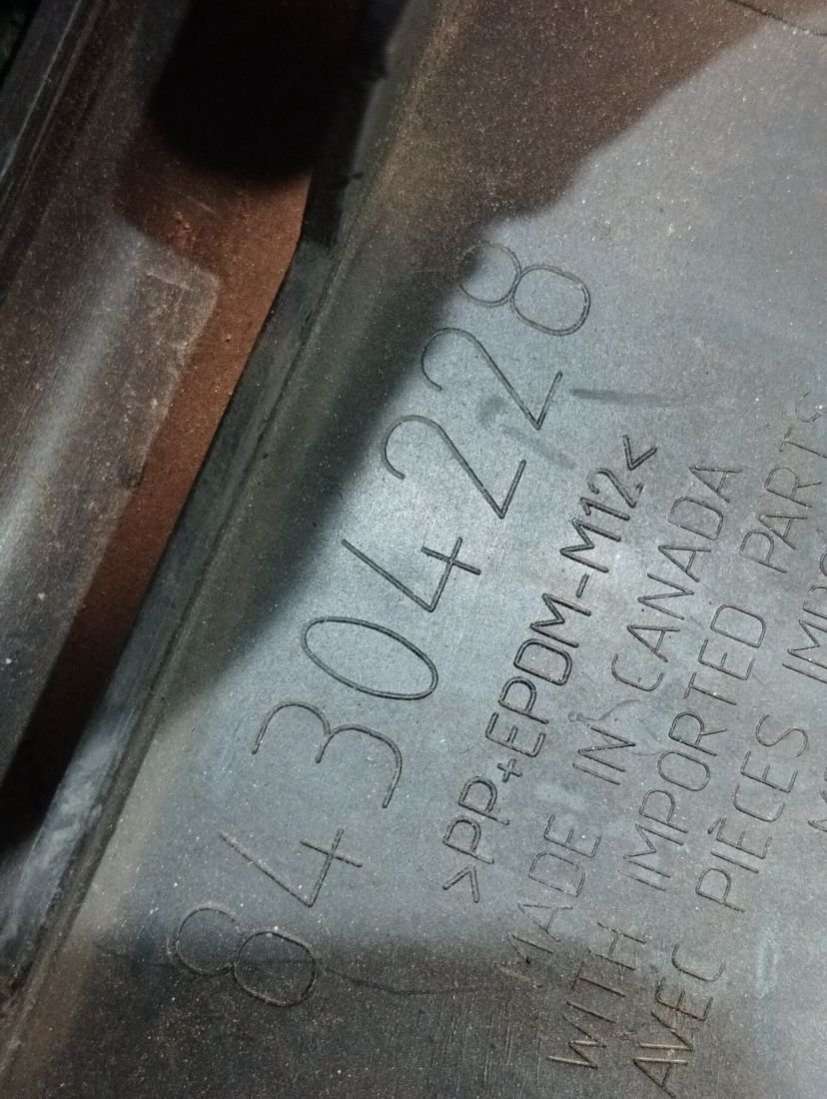 84304228
>PP+EPDM-M12<
MADE IN CANADA
WITH IMPORTED PARTS
AVEC PIÈCES